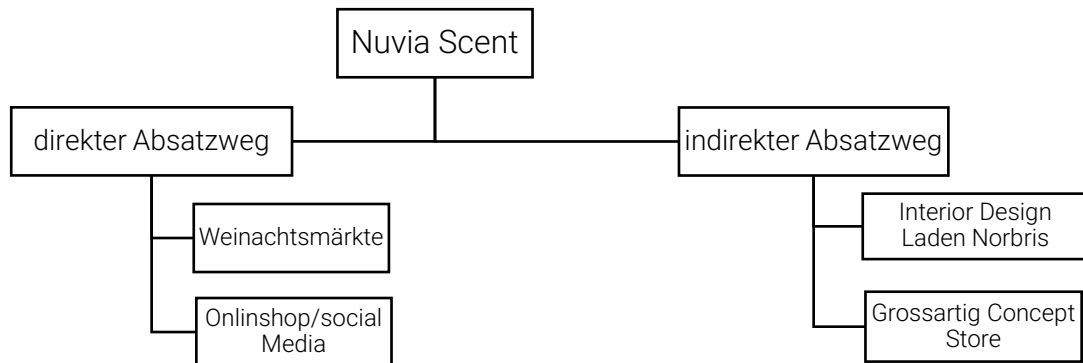 Nuvia Scent
direkter Absatzweg
indirekter Absatzweg
Weinachtsmärkte
Onlinshop/social
Media
Interior Design
Laden Norbris
Grossartig Concept
Store